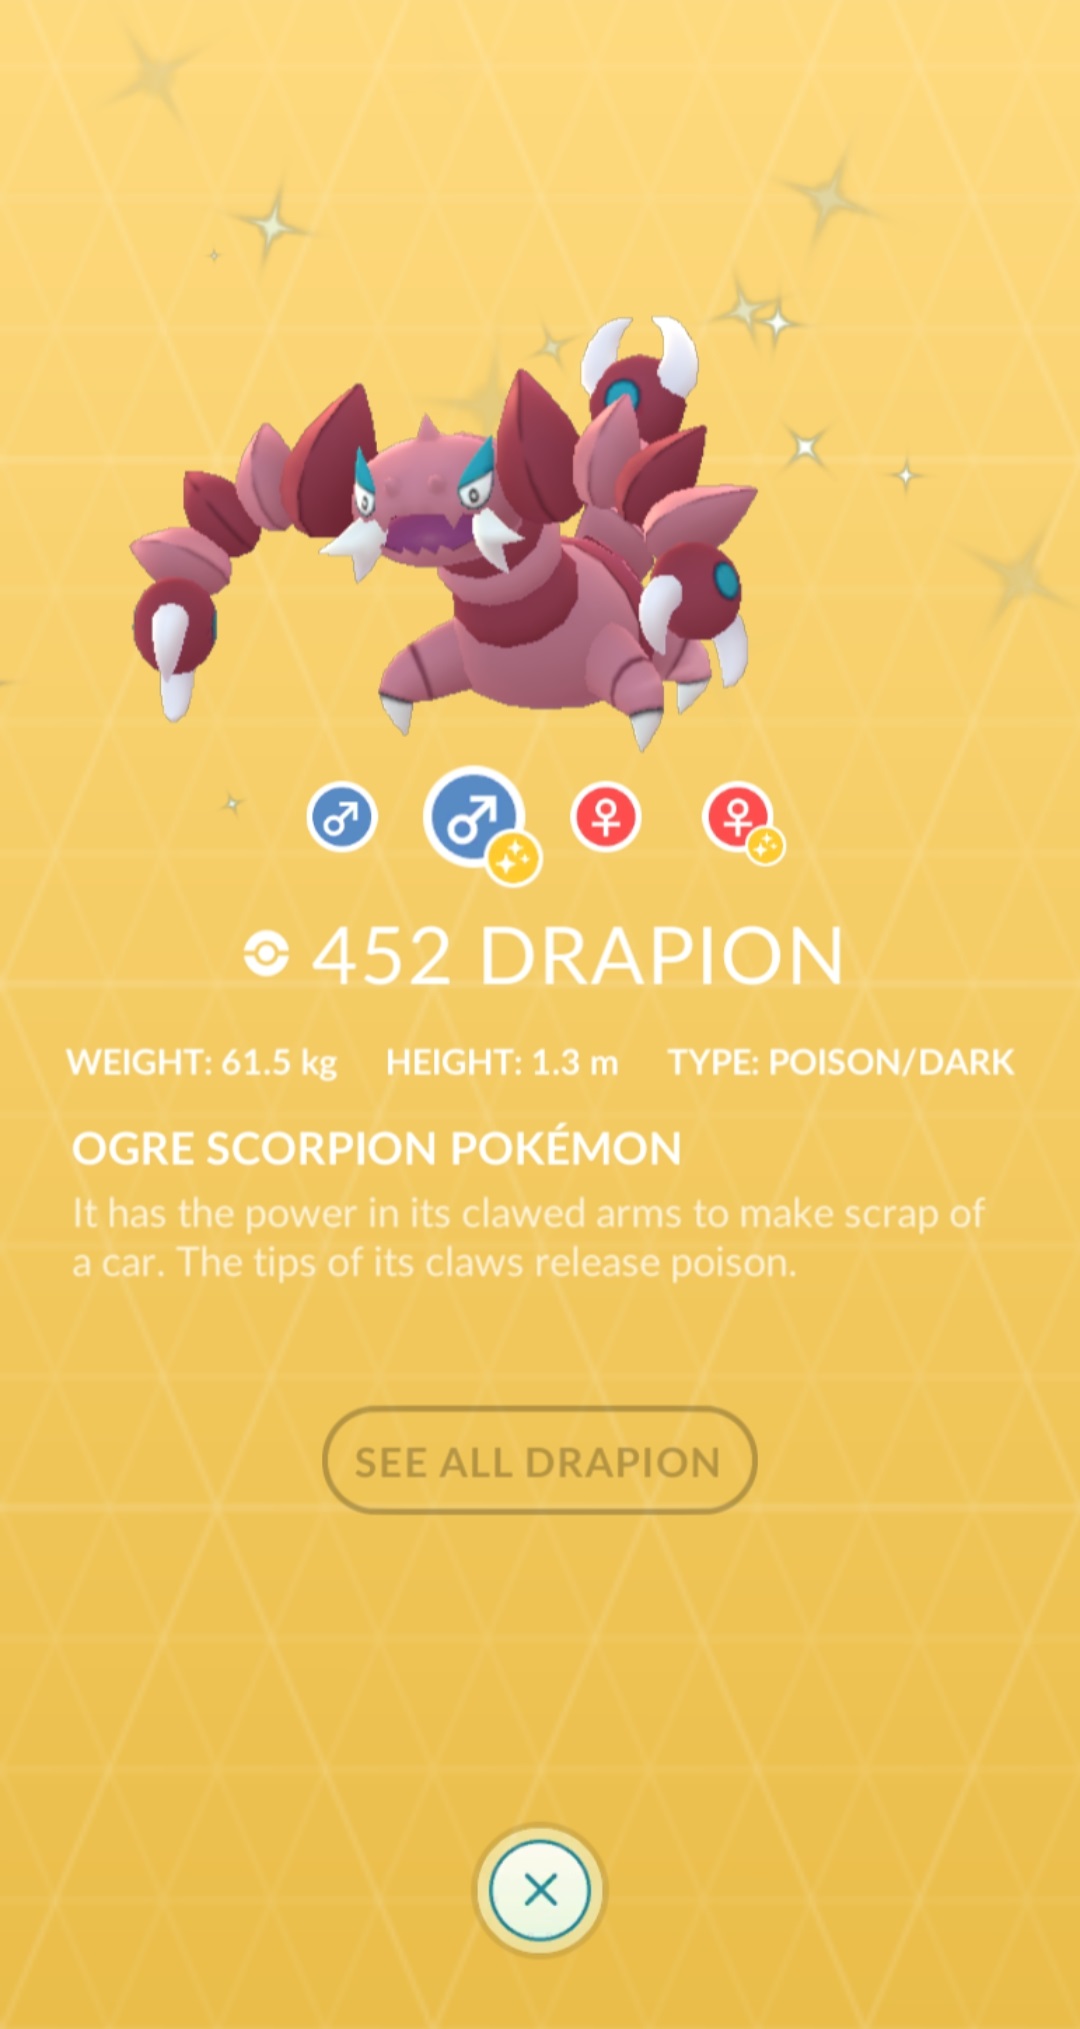 452 DRAPION
WEIGHT: 61.5 kg HEIGHT: 1.3 m TYPE: POISON/DARK
OGRE SCORPION POKÉMON
It has the power in its clawed arms to make scrap of
a car. The tips of its claws release poison.
SEE ALL DRAPION